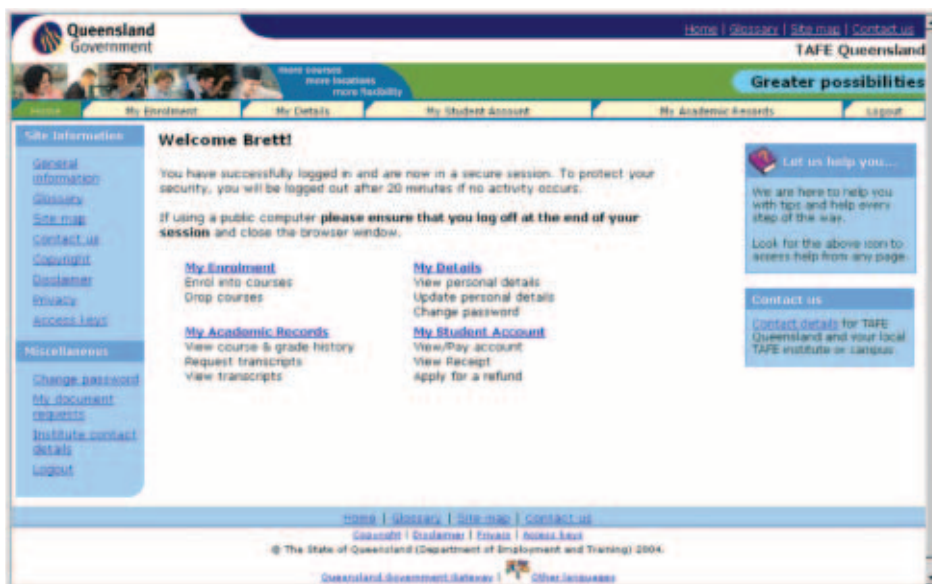 Queensland
Government
Home | Glossary | Site map | Contact us
TAFE Queensland
more courses
more locations
more flexibility
Greater possibilities
Home
My Enrolment
My Details
My Student Account
My Academic Records
Logout
Site Information
General
information
Glossary
Site map
Contact us
Copyright
Disclaimer
Privacy
Access keys
Miscellaneous
Change password
My document
requests
Institute contact
details
Logout
Welcome Brett!
You have successfully logged in and are now in a secure session. To protect your
security, you will be logged out after 20 minutes if no activity occurs.
If using a public computer please ensure that you log off at the end of your
session and close the browser window.
My Enrolment
Enrol into courses
Drop courses
My Details
View personal details
Update personal details
Change password
My Academic Records
View course & grade history
Request transcripts
View transcripts
My Student Account
View/Pay account
View Receipt
Apply for a refund
Let us help you...
We are here to help you
with tips and help every
step of the way.
Look for the above icon to
access help from any page.
Contact us
Contact details for TAFE
Queensland and your local
TAFE institute or campus
Home | Glossary | Site map | Contact us
Copyright | Disclaimer | Privacy | Access keys
© The State of Queensland (Department of Employment and Training) 2004.
Queensland Government Gateway | Other languages